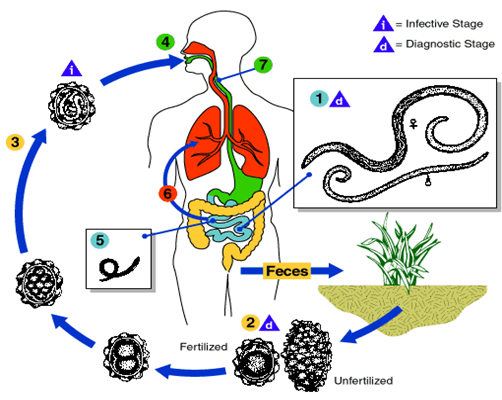 i = Infective Stage
d = Diagnostic Stage
4
7
i
1 d
♀
3
6
5
Feces
2 d
Fertilized
Unfertilized